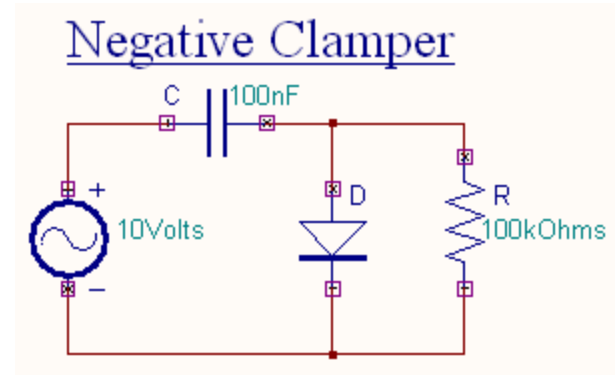 Negative Clamper
C 100nF
+ D R
10Volts 100kOhms
−